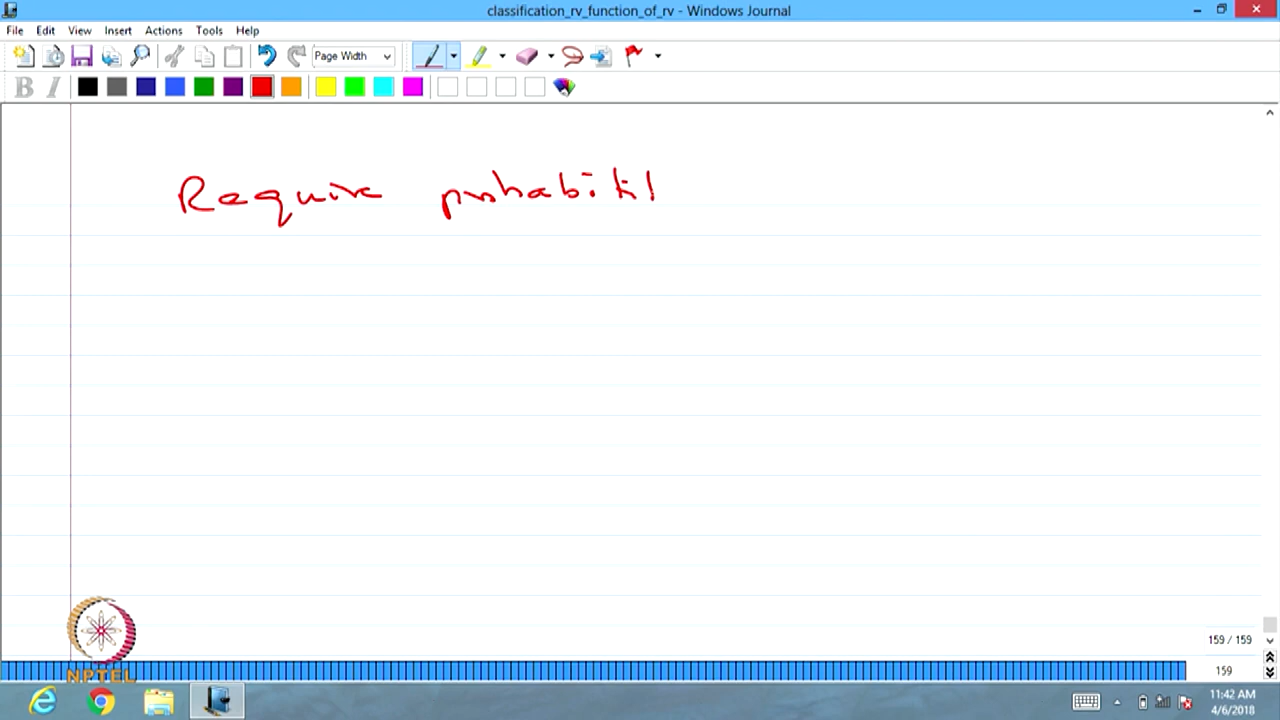 classification_rv_function_of_rv - Windows Journal
File Edit View Insert Actions Tools Help
Page Width
B I
Require probabitil
159 / 159
159
NPTEL
11:42 AM
4/6/2018